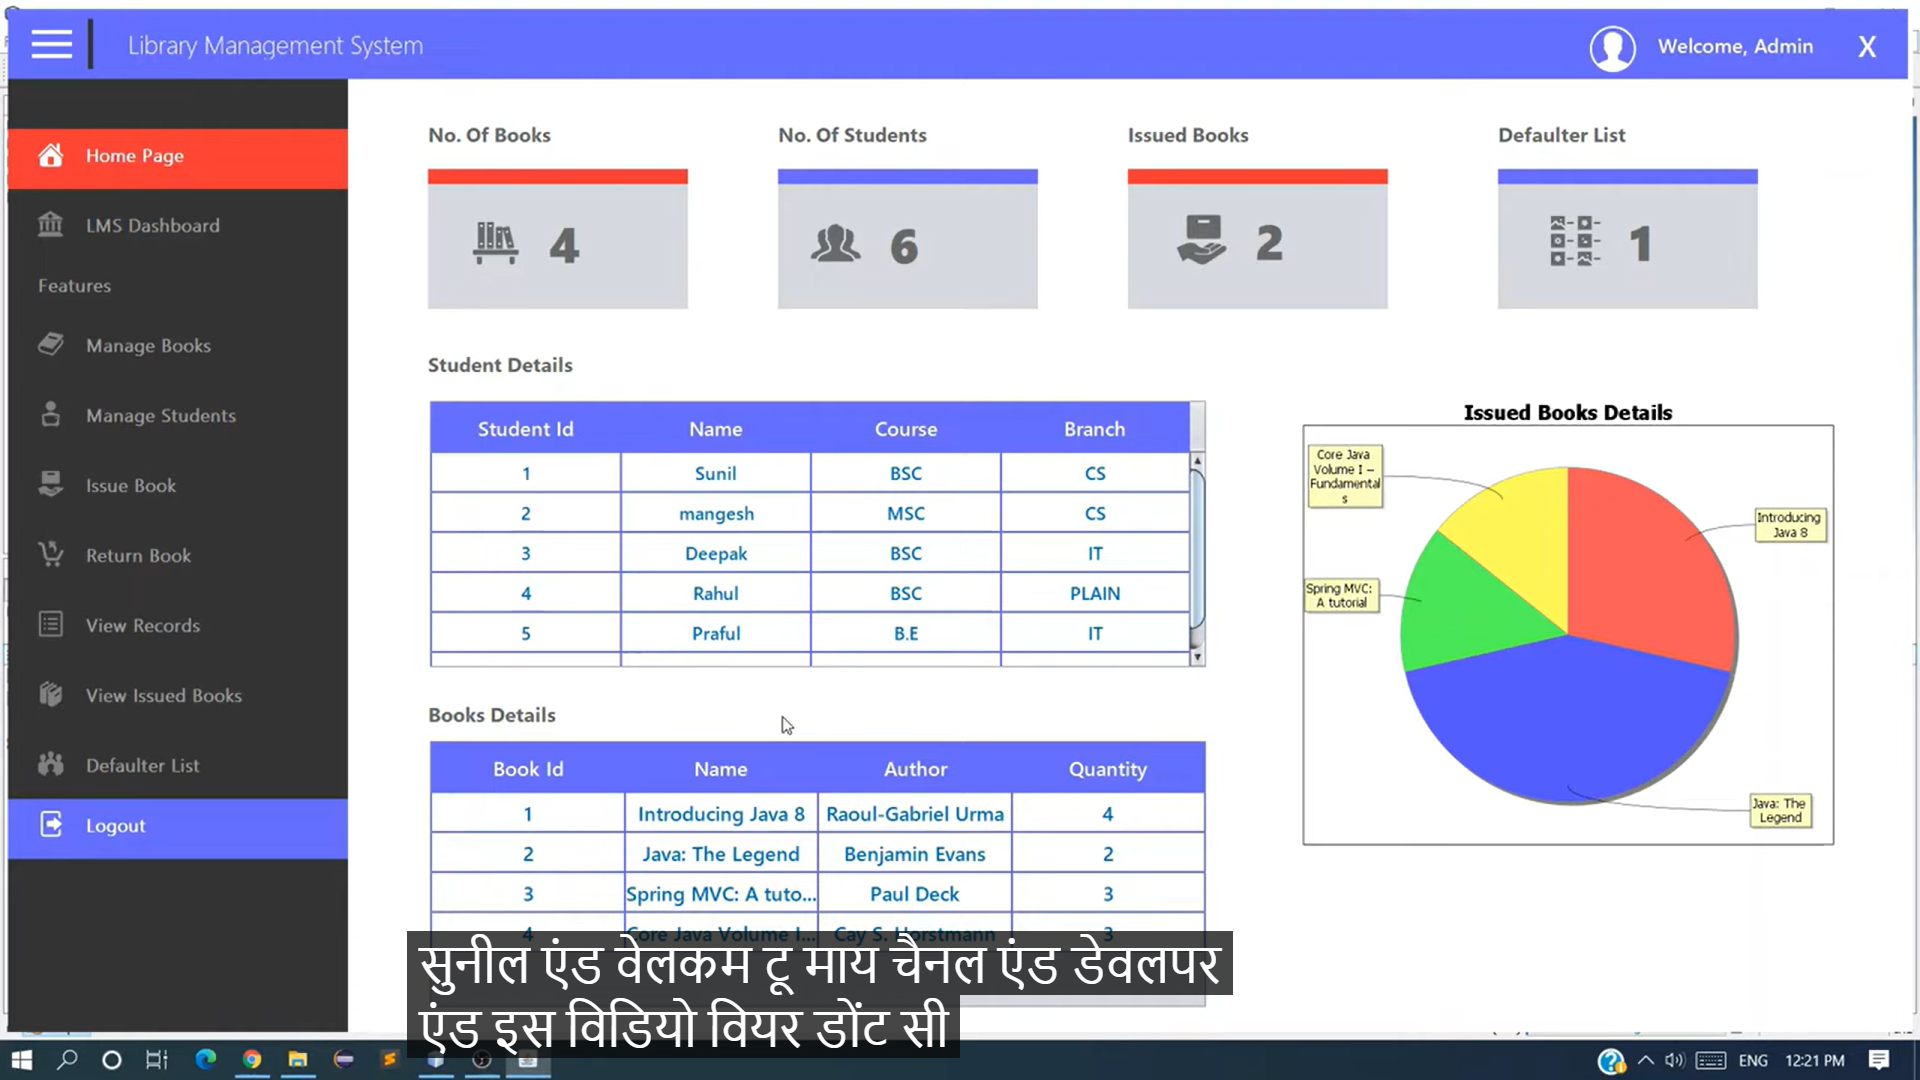 Library Management System
Welcome, Admin
X
Home Page
LMS Dashboard
Features
Manage Books
Manage Students
Issue Book
Return Book
View Records
View Issued Books
Defaulter List
Logout
No. Of Books
No. Of Students
Issued Books
Defaulter List
4
6
2
1
Student Details
Student Id Name Course Branch
1 Sunil BSC CS
2 mangesh MSC CS
3 Deepak BSC IT
4 Rahul BSC PLAIN
5 Praful B.E IT
Issued Books Details
Core Java
Volume I –
Fundamental
s
Introducing
Java 8
Spring MVC:
A tutorial
Java: The
Legend
Books Details
Book Id Name Author Quantity
1 Introducing Java 8 Raoul-Gabriel Urma 4
2 Java: The Legend Benjamin Evans 2
3 Spring MVC: A tuto... Paul Deck 3
4 Core Java Volume I... Cay S. Horstmann 3
सुनील एंड वेलकम टू माय चैनल एंड डेवलपर
एंड इस विडियो वियर डोंट सी
ENG 12:21 PM